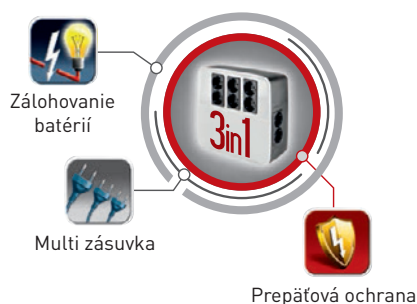 Zálohovanie
batérií
3in1
Multi zásuvka
Prepäťová ochrana